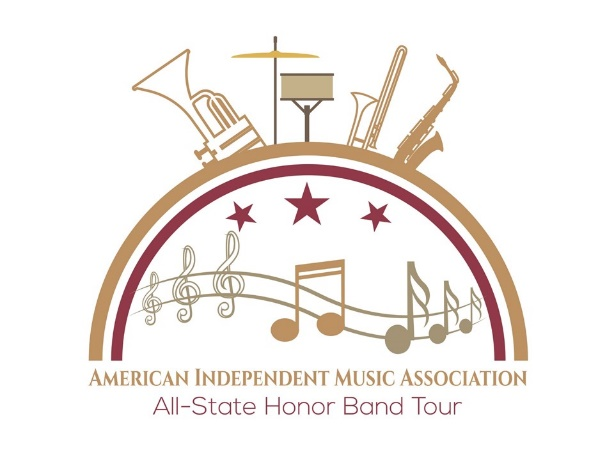 American Independent Music Association
All-State Honor Band Tour